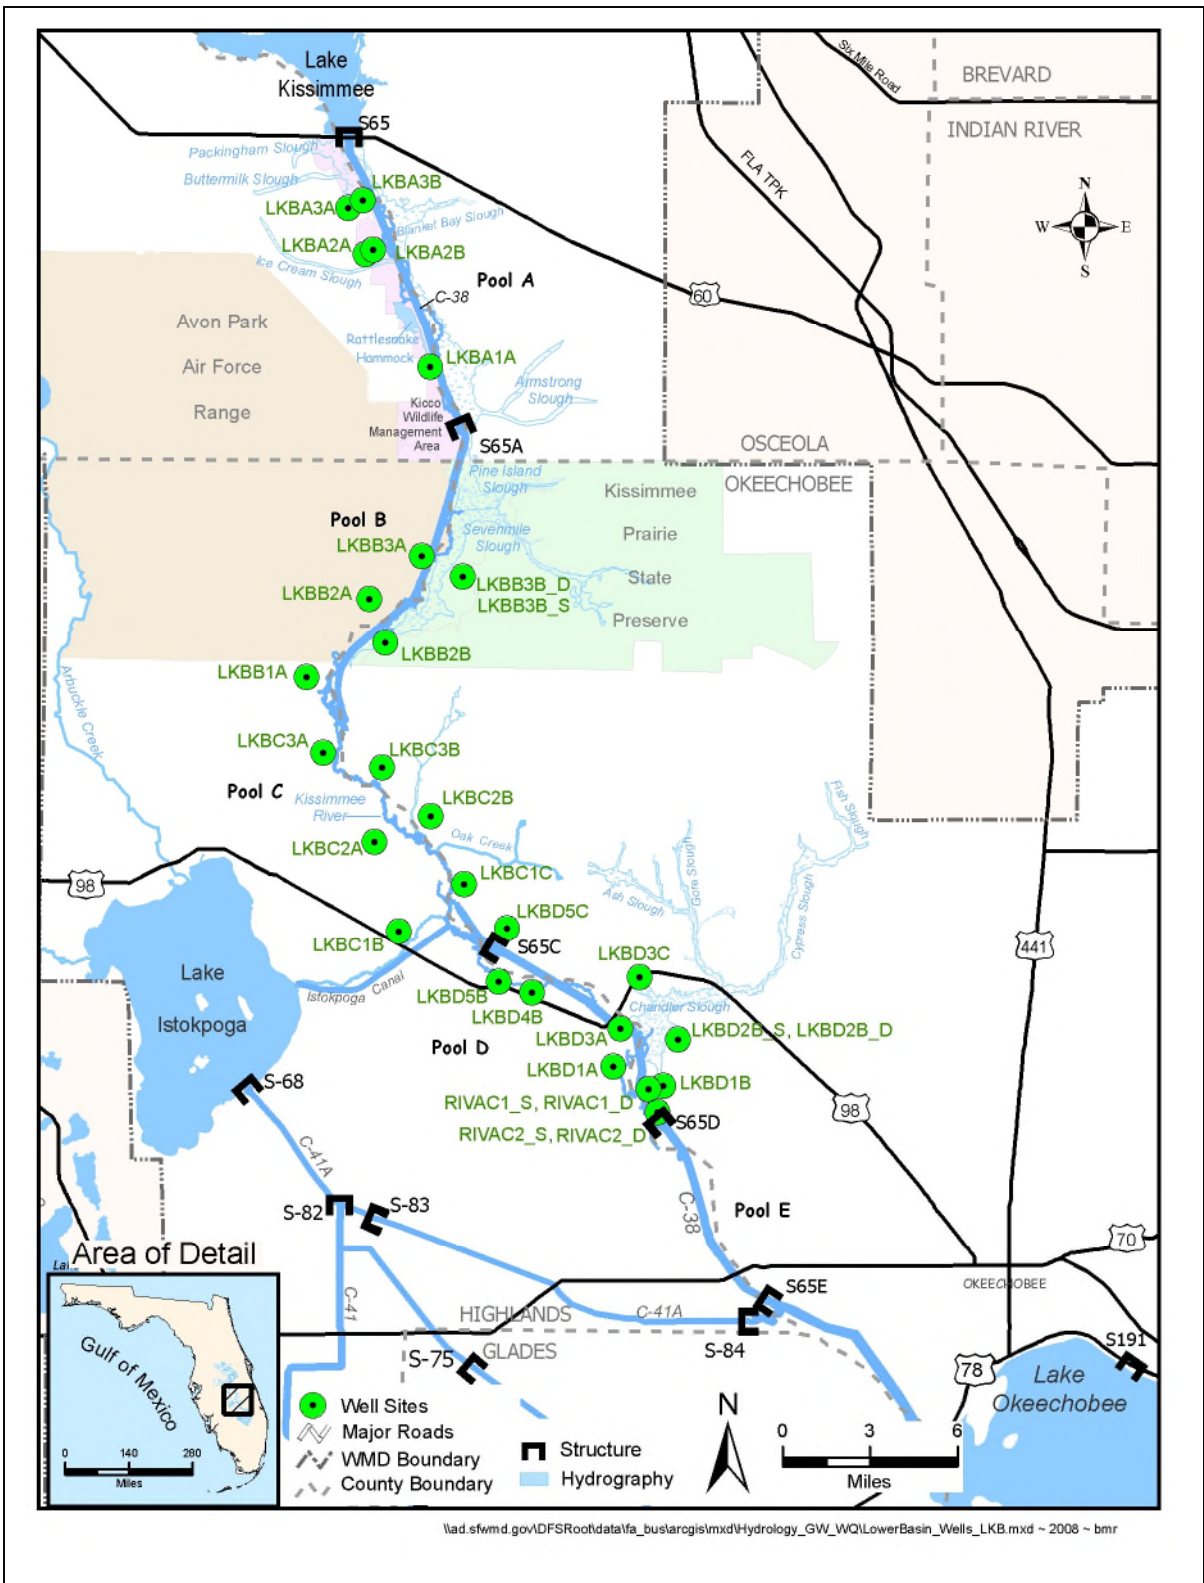 Lake
Kissimmee
S65
Six Mile Road
BREVARD
INDIAN RIVER
Packingham Slough
Buttermilk Slough
FLA TPK
LKBA3B
LKBA3A
N
W
E
S
Blanket Bay Slough
LKBA2A
LKBA2B
Ice Cream Slough
Pool A
C-38
60
Avon Park
Air Force
Range
Rattlesnake
Hammock
LKBA1A
Armstrong
Slough
Kicco
Wildlife
Management
Area
S65A
OSCEOLA
OKEECHOBEE
Pine Island
Slough
Kissimmee
Prairie
State
Preserve
Pool B
Sevenmile
Slough
LKBB3A
LKBB3B_D
LKBB3B_S
LKBB2A
LKBB2B
LKBB1A
Arbuckle Creek
LKBC3A
LKBC3B
Pool C
Kissimmee
River
LKBC2B
Fish Slough
LKBC2A
Oak Creek
Gore Slough
98
LKBC1C
Ash Slough
Cypress Slough
LKBD5C
LKBC1B
S65C
LKBD3C
441
Lake
Istokpoga
Istokpoga Canal
LKBD5B
LKBD4B
Chandler Slough
LKBD3A
LKBD2B_S, LKBD2B_D
Pool D
LKBD1A
LKBD1B
S-68
RIVAC1_S, RIVAC1_D
98
S65D
RIVAC2_S, RIVAC2_D
C-41A
S-82
S-83
C-38
Pool E
70
Area of Detail
S65E
OKEECHOBEE
C-41
HIGHLANDS
C-41A
GLADES
S-84
S-75
S191
78
Lake
Okeechobee
Gulf of Mexico
0 140 280
Miles
Well Sites
Major Roads
WMD Boundary
County Boundary
Structure
Hydrography
N
0 3 6
Miles
\\ad.sfwmd.gov\DFSRoot\data\fa_bus\arcgis\mxd\Hydrology_GW_WQ\LowerBasin_Wells_LKB.mxd ~ 2008 ~ bmr